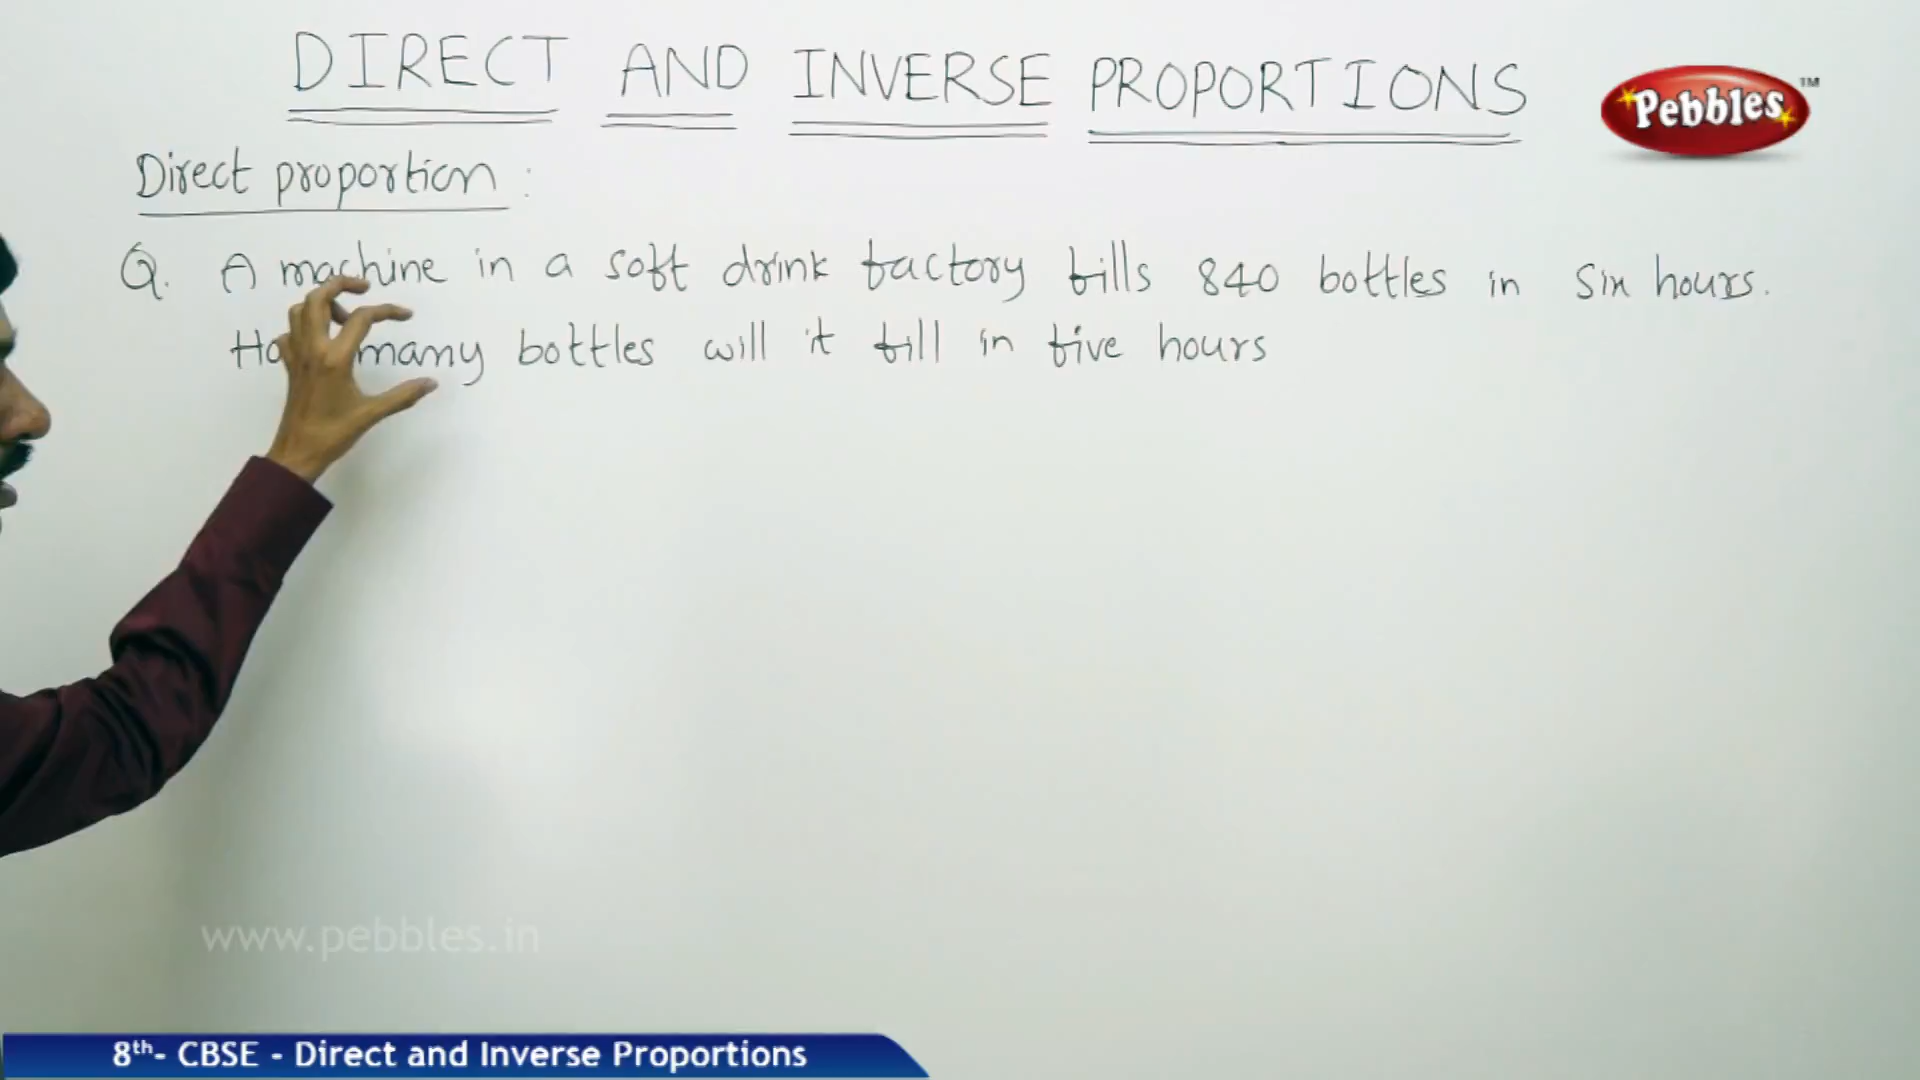 DIRECT AND INVERSE PROPORTIONS
Pebbles™
Direct proportion :
Q. A machine in a soft drink factory fills 840 bottles in six hours.
many bottles will it fill in five hours
www.pebbles.in
8th- CBSE - Direct and Inverse Proportions